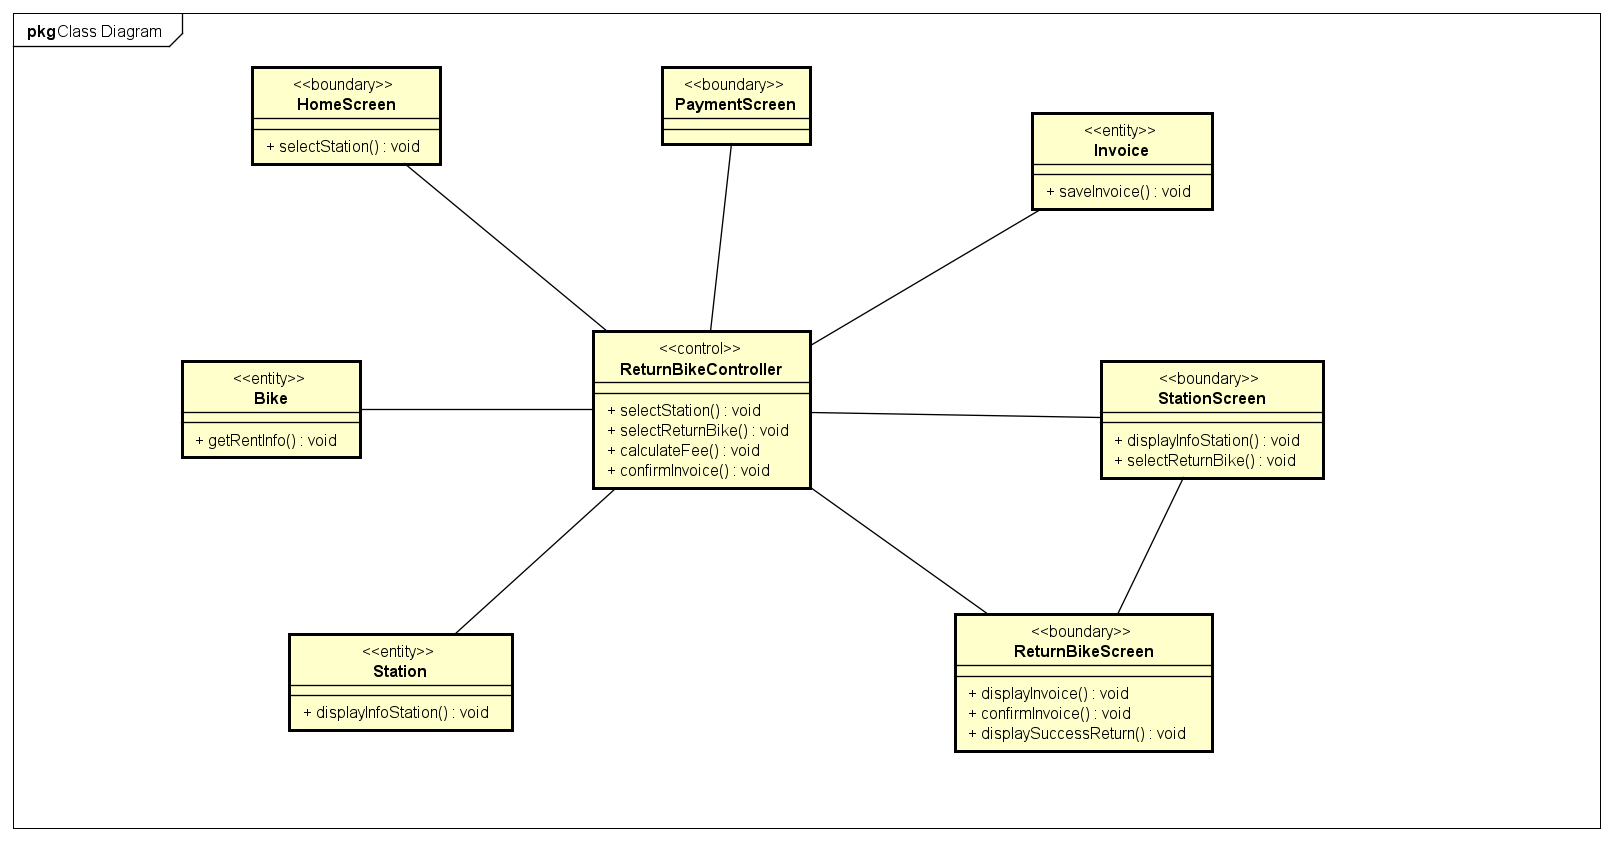 pkg Class Diagram
<<boundary>>
HomeScreen
+ selectStation() : void
<<boundary>>
PaymentScreen
<<entity>>
Invoice
+ saveInvoice() : void
<<control>>
ReturnBikeController
+ selectStation() : void
+ selectReturnBike() : void
+ calculateFee() : void
+ confirmInvoice() : void
<<entity>>
Bike
+ getRentInfo() : void
<<boundary>>
StationScreen
+ displayInfoStation() : void
+ selectReturnBike() : void
<<entity>>
Station
+ displayInfoStation() : void
<<boundary>>
ReturnBikeScreen
+ displayInvoice() : void
+ confirmInvoice() : void
+ displaySuccessReturn() : void